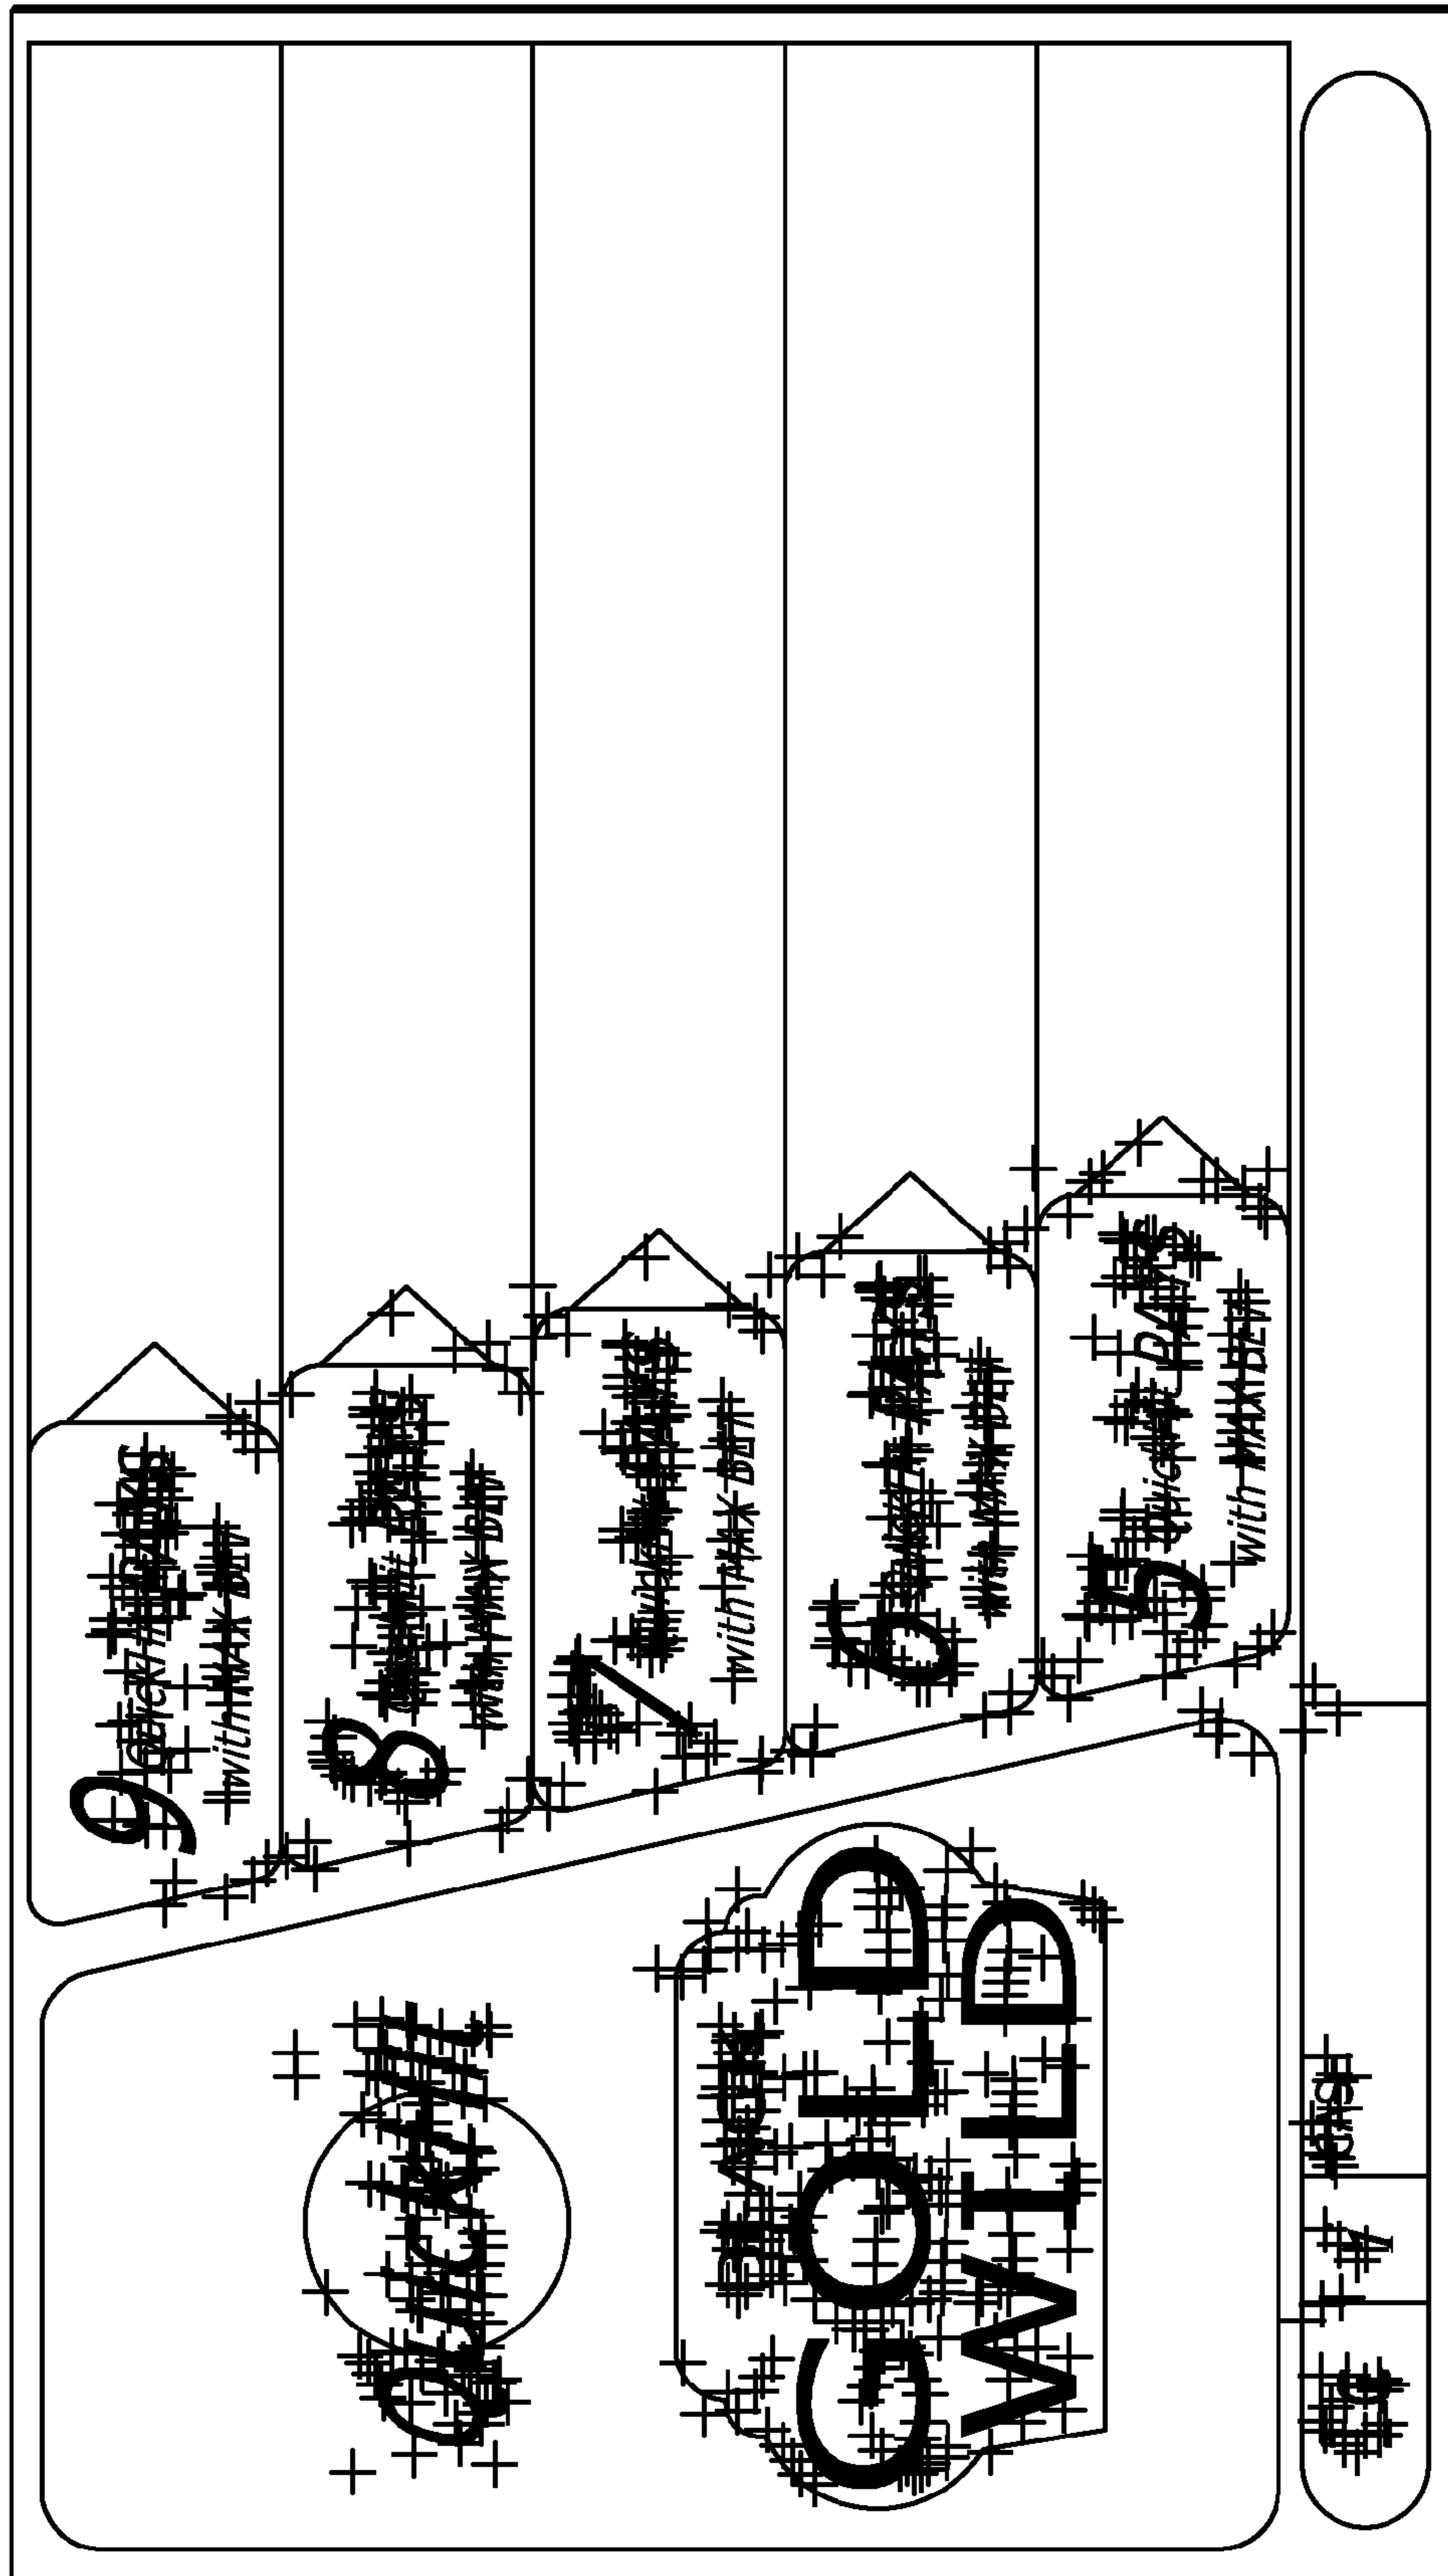 9 Quick Hit PAYS
with MAX BET
8 Quick Hit PAYS
with MAX BET
7 Quick Hit PAYS
with MAX BET
6 Quick Hit PAYS
with MAX BET
5 Quick Hit PAYS
with MAX BET
Quick Hit
BLACK
GOLD
WILD
1